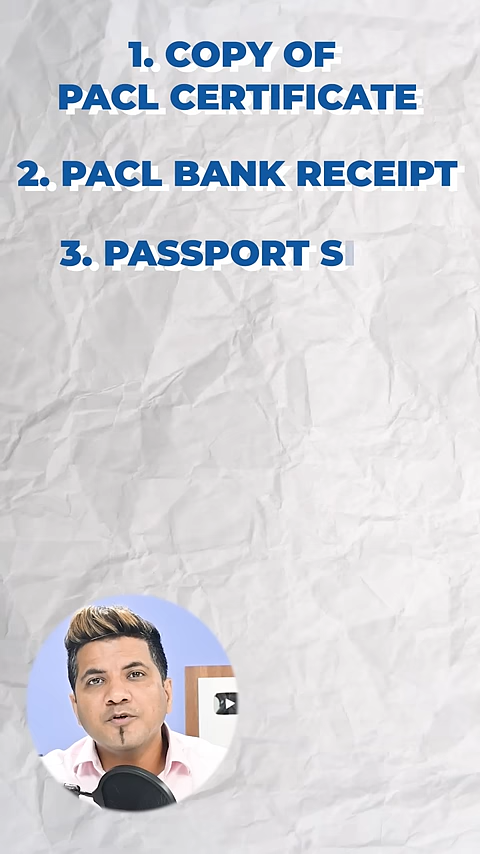 1. COPY OF
PACL CERTIFICATE
2. PACL BANK RECEIPT
3. PASSPORT S